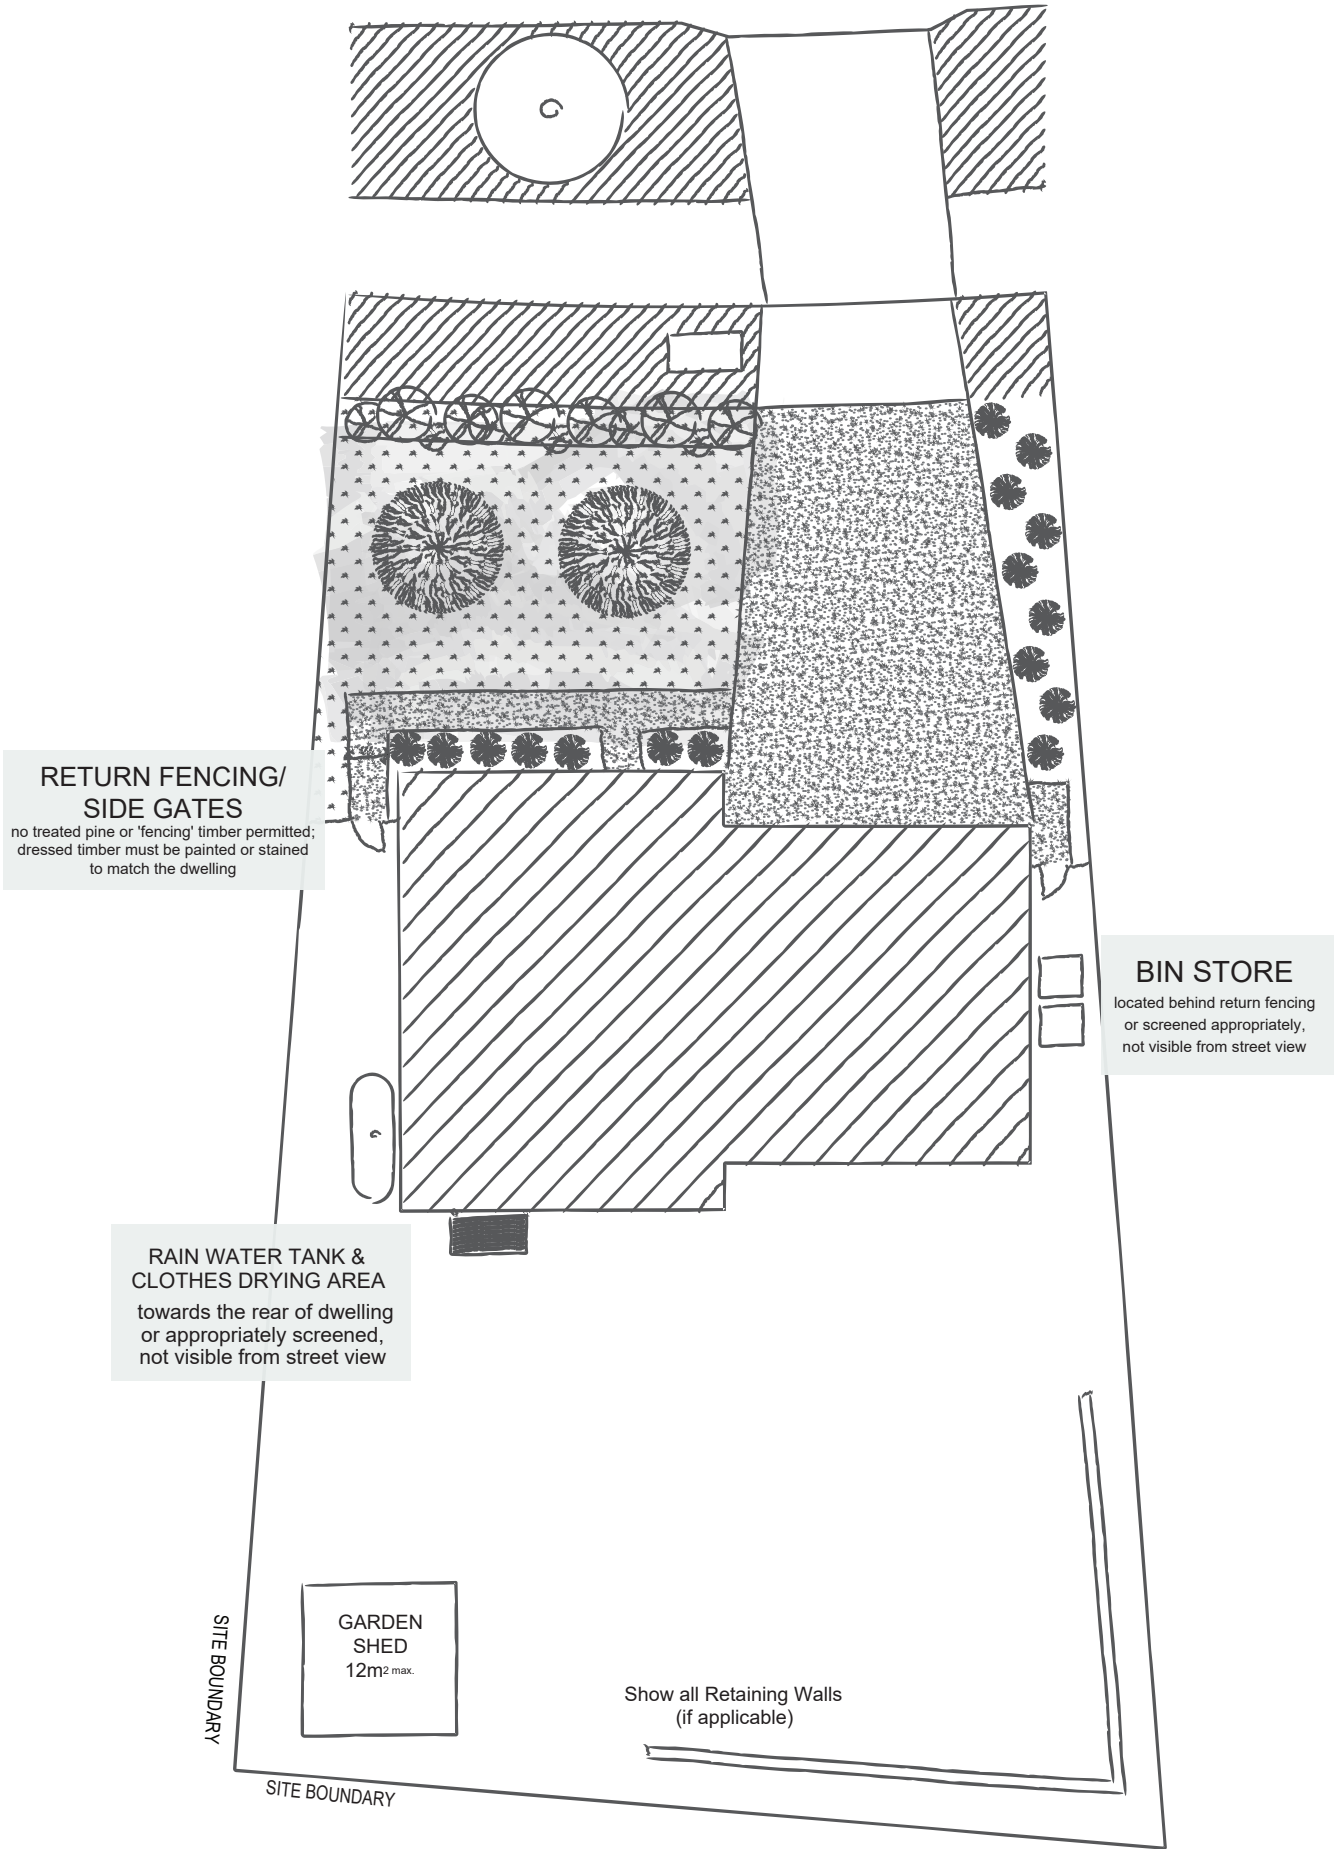 RETURN FENCING/
SIDE GATES
no treated pine or 'fencing' timber permitted;
dressed timber must be painted or stained
to match the dwelling
BIN STORE
located behind return fencing
or screened appropriately,
not visible from street view
RAIN WATER TANK &
CLOTHES DRYING AREA
towards the rear of dwelling
or appropriately screened,
not visible from street view
GARDEN
SHED
12m² max.
Show all Retaining Walls
(if applicable)
SITE BOUNDARY
SITE BOUNDARY